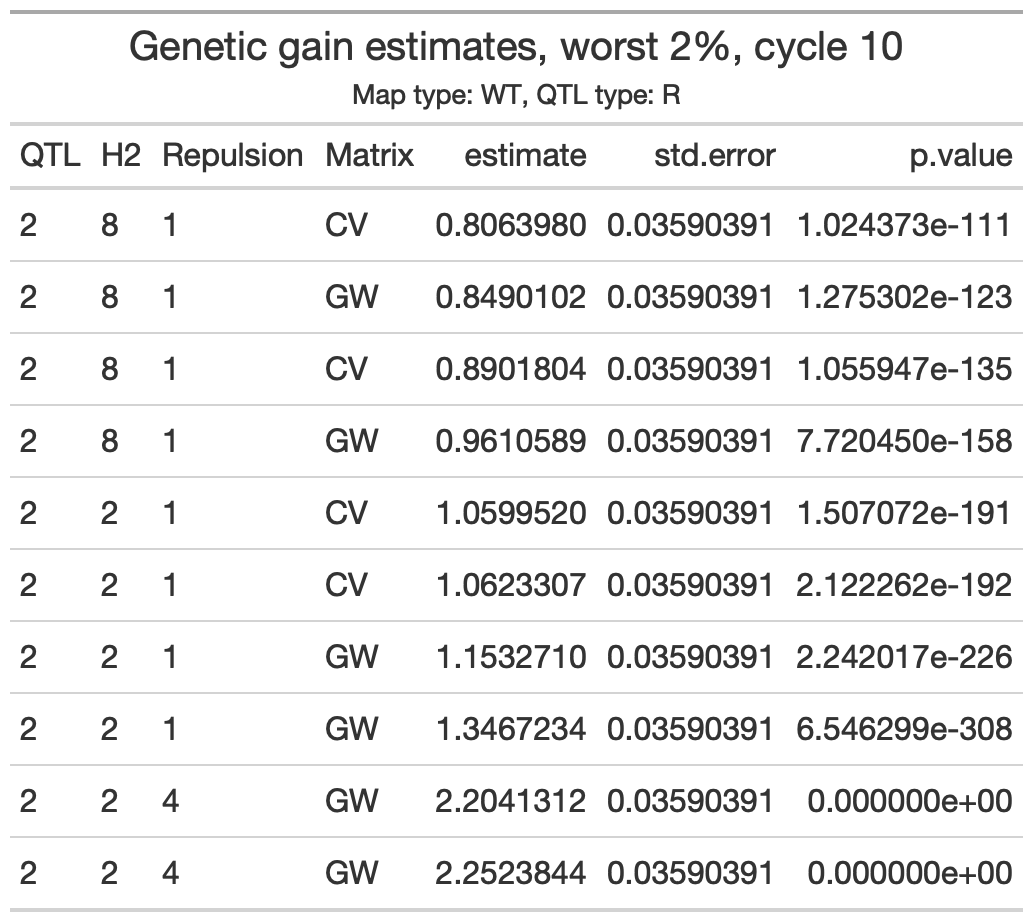 Genetic gain estimates, worst 2%, cycle 10
Map type: WT, QTL type: R
QTL H2 Repulsion Matrix estimate std.error p.value
2 8 1 CV 0.8063980 0.03590391 1.024373e-111
2 8 1 GW 0.8490102 0.03590391 1.275302e-123
2 8 1 CV 0.8901804 0.03590391 1.055947e-135
2 8 1 GW 0.9610589 0.03590391 7.720450e-158
2 2 1 CV 1.0599520 0.03590391 1.507072e-191
2 2 1 CV 1.0623307 0.03590391 2.122262e-192
2 2 1 GW 1.1532710 0.03590391 2.242017e-226
2 2 1 GW 1.3467234 0.03590391 6.546299e-308
2 2 4 GW 2.2041312 0.03590391 0.000000e+00
2 2 4 GW 2.2523844 0.03590391 0.000000e+00